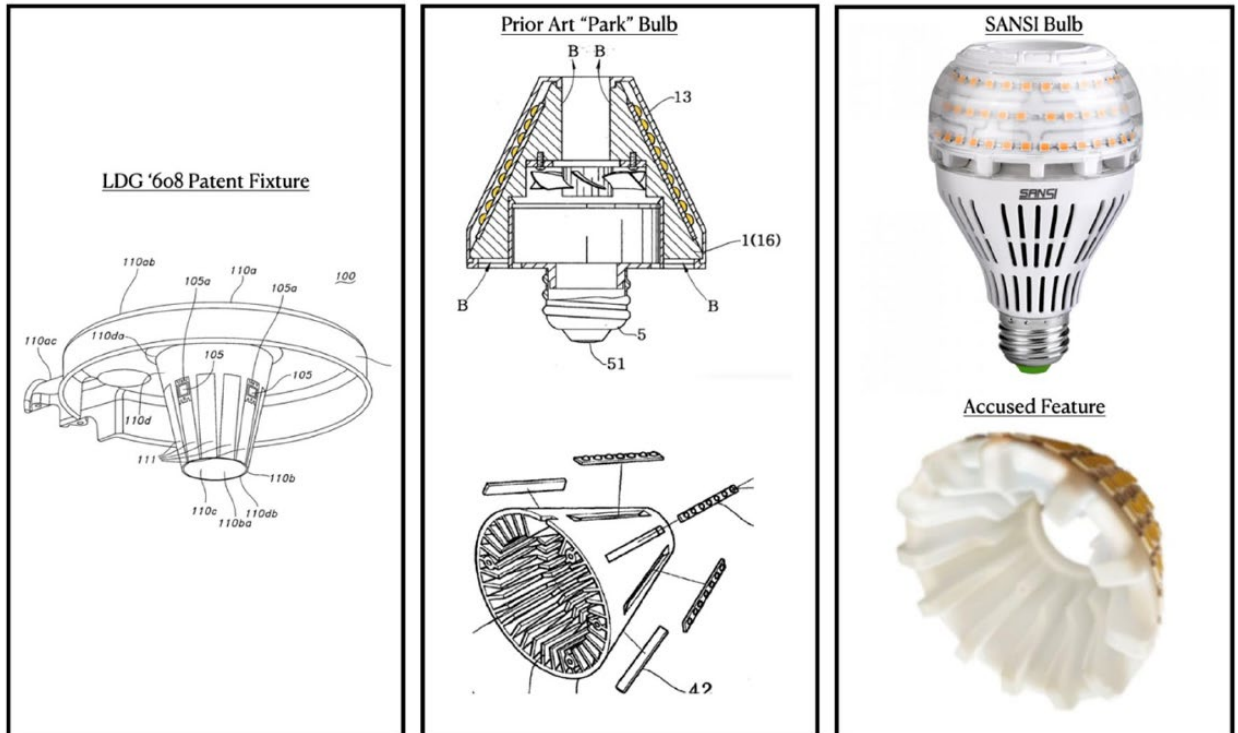 LDG '608 Patent Fixture
110ab
110a
100
105a
105a
110ac
110da
105
105
110d
111
110b
110c
110db
110ba
Prior Art “Park” Bulb
B B
13
1(16)
B
B
5
51
42
SANSI Bulb
SANSI
Accused Feature